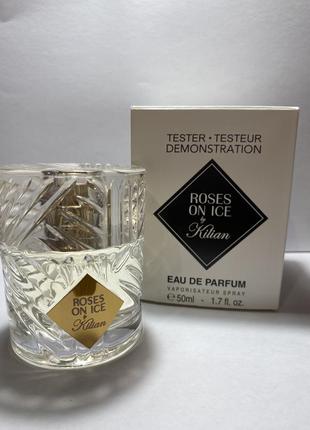 TESTER • TESTEUR
DEMONSTRATION
ROSES
ON ICE
by
Kilian
EAU DE PARFUM
VAPORISATEUR SPRAY
℮ 50ml - 1.7 fl. oz.
ROSES
ON ICE
by
Kilian